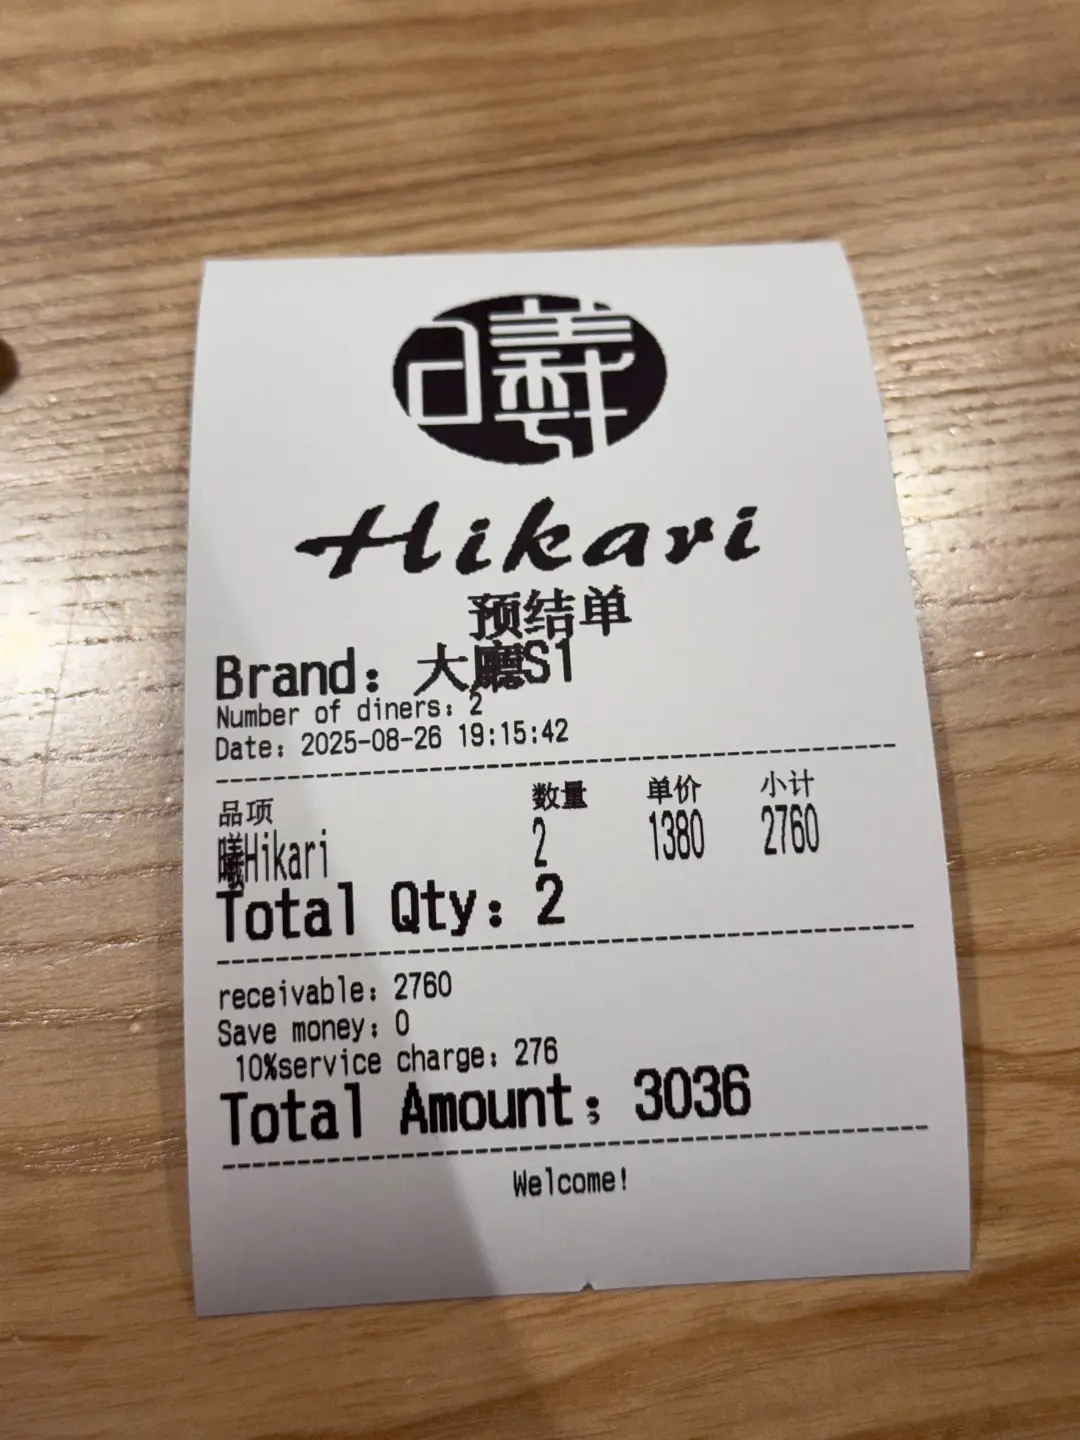 曦
Hikari
预结单
Brand: 大廳S1
Number of diners: 2
Date: 2025-08-26 19:15:42
品项 数量 单价 小计
曦Hikari 2 1380 2760
Total Qty: 2
receivable: 2760
Save money: 0
10%service charge: 276
Total Amount: 3036
Welcome!